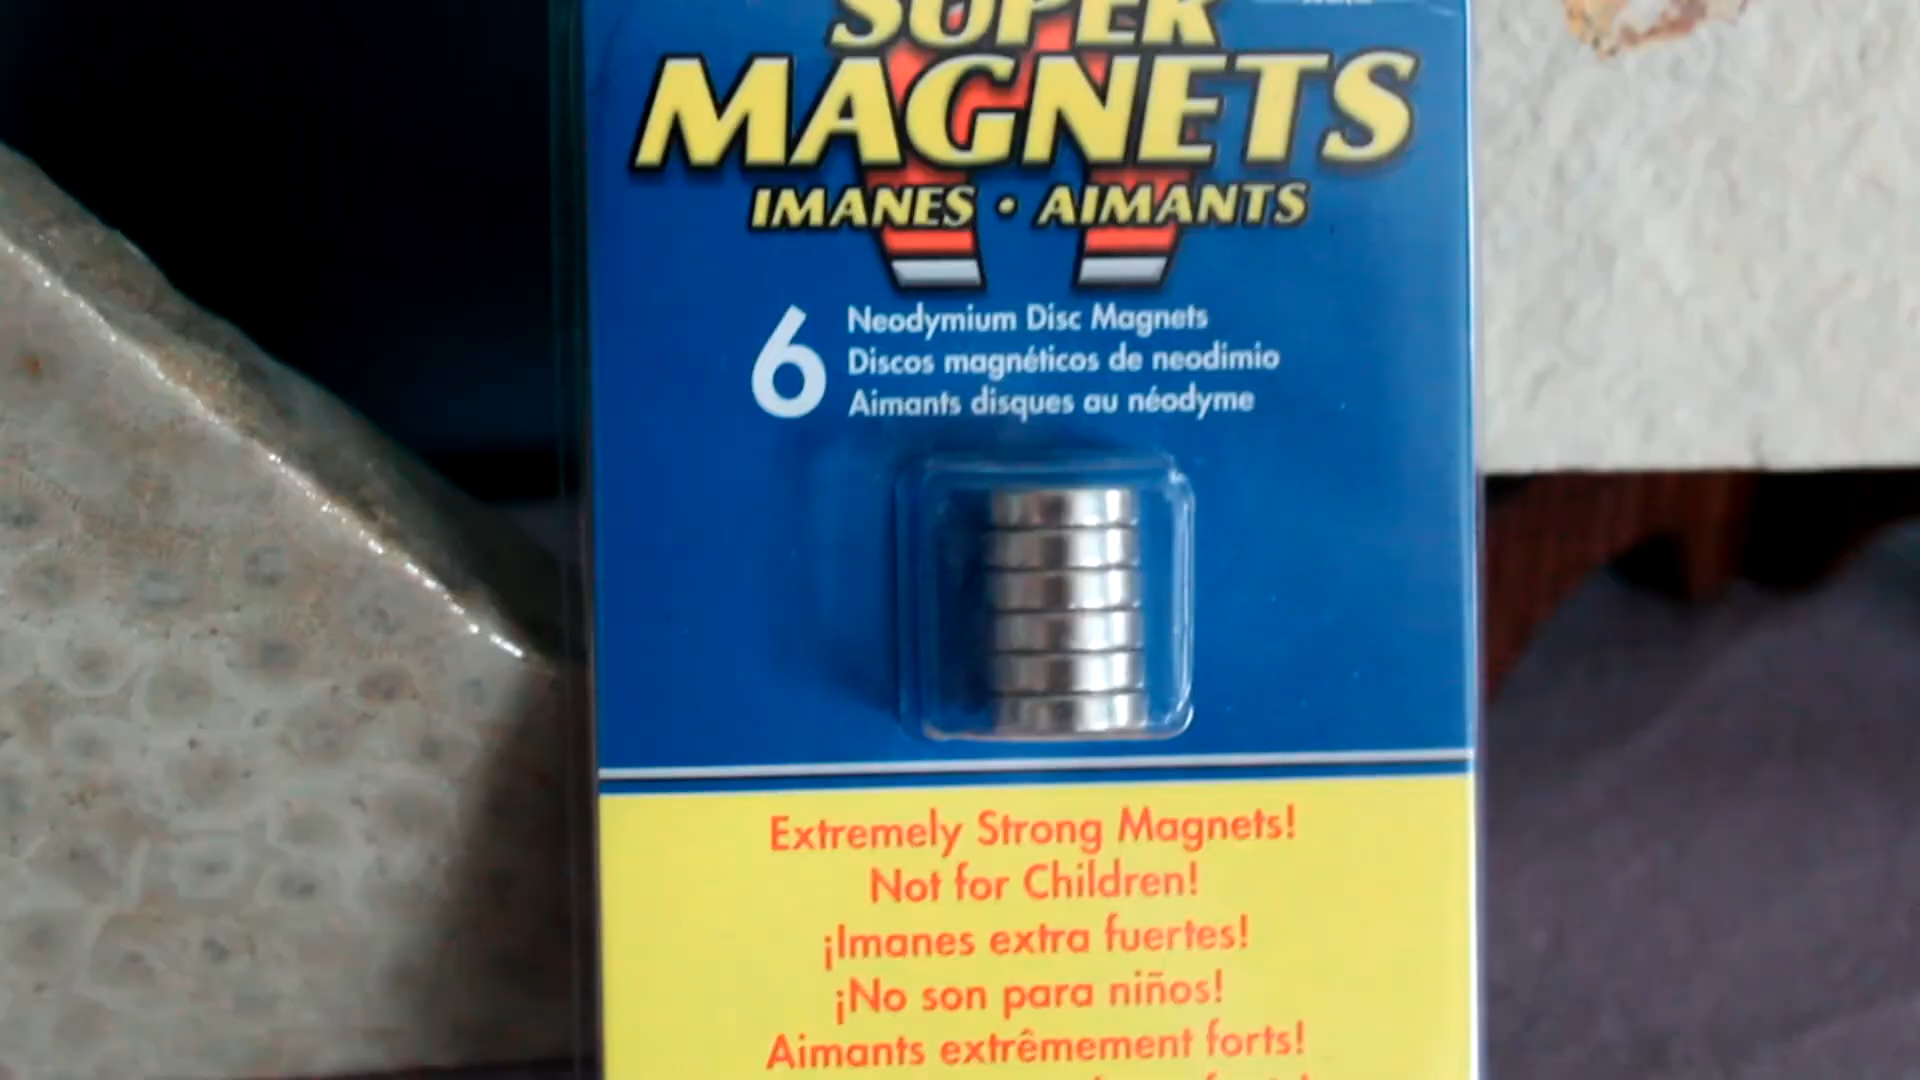 SUPER
MAGNETS
IMANES • AIMANTS
6
Neodymium Disc Magnets
Discos magnéticos de neodimio
Aimants disques au néodyme
Extremely Strong Magnets!
Not for Children!
¡Imanes extra fuertes!
¡No son para niños!
Aimants extrêmement forts!